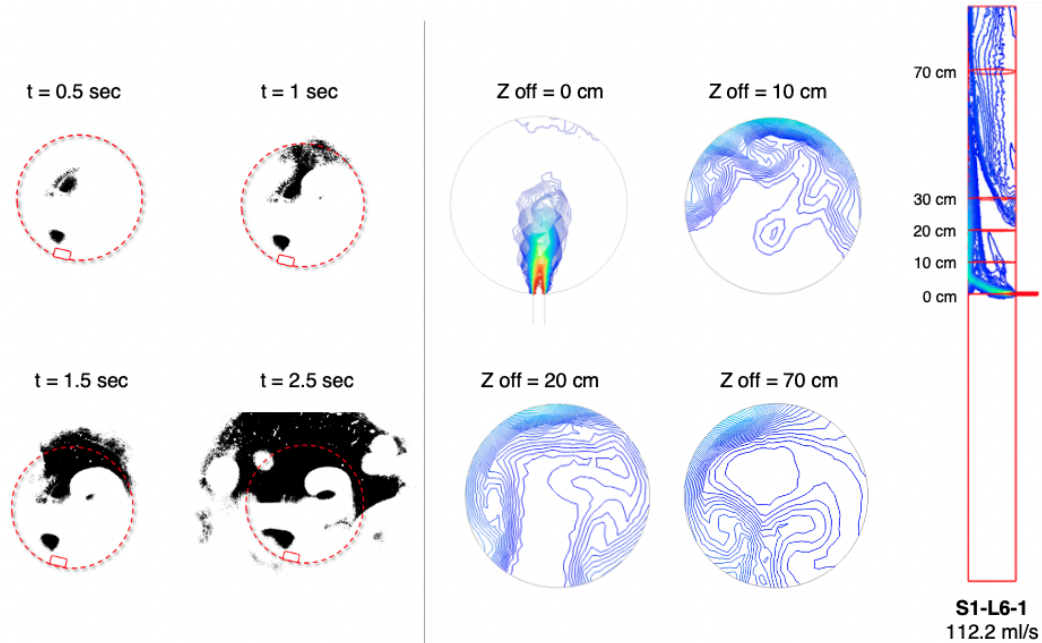 t = 0.5 sec
t = 1 sec
Z off = 0 cm
Z off = 10 cm
70 cm
30 cm
20 cm
10 cm
0 cm
t = 1.5 sec
t = 2.5 sec
Z off = 20 cm
Z off = 70 cm
S1-L6-1
112.2 ml/s